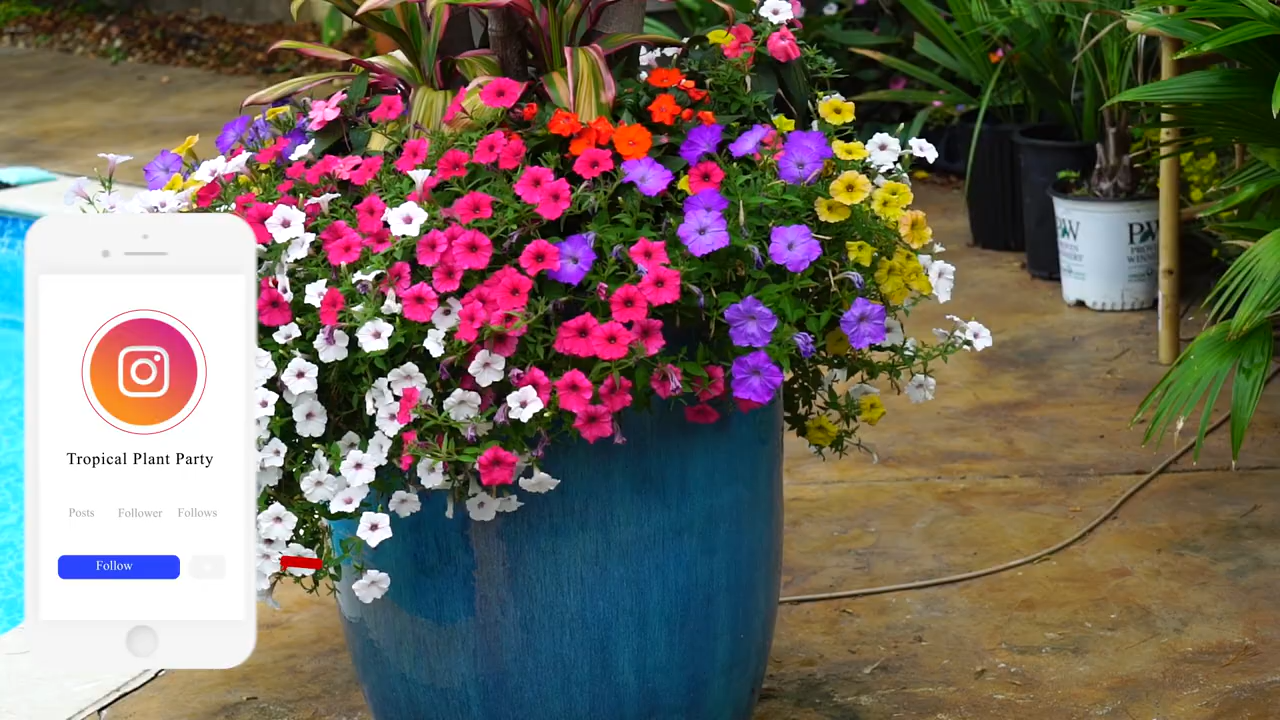 Tropical Plant Party
Posts Follower Follows
Follow
PW
PROVEN
WINNERS